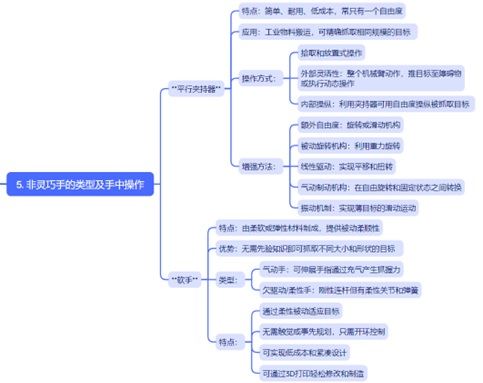 特点：简单、耐用、低成本，常只有一个自由度
应用：工业物料搬运，可精确抓取相同规模的目标
拾取和放置式操作
操作方式：
外部灵活性：整个机械臂动作，推目标至障碍物
或执行动态操作
**平行夹持器**
内部操纵：利用夹持器可用自由度操纵被抓取目标
额外自由度：旋转或滑动机构
被动旋转机构：利用重力旋转
增强方法：
线性驱动：实现平移和扭转
气动制动机构：在自由旋转和固定状态之间转换
振动机制：实现薄目标的滑动运动
5. 非灵巧手的类型及手中操作
特点：由柔软或弹性材料制成，提供被动柔顺性
优势：无需先验知识即可抓取不同大小和形状的目标
**软手**
类型：
气动手：可伸展手指通过充气产生抓握力
欠驱动/柔性手：刚性连杆但有柔性关节和弹簧
通过柔性被动适应目标
特点：
无需触觉或事先规划，只需开环控制
可实现低成本和紧凑设计
可通过3D打印轻松修改和制造